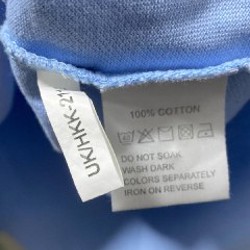 UK/HKK-21
100% COTTON
DO NOT SOAK
WASH DARK
COLORS SEPARATELY
IRON ON REVERSE